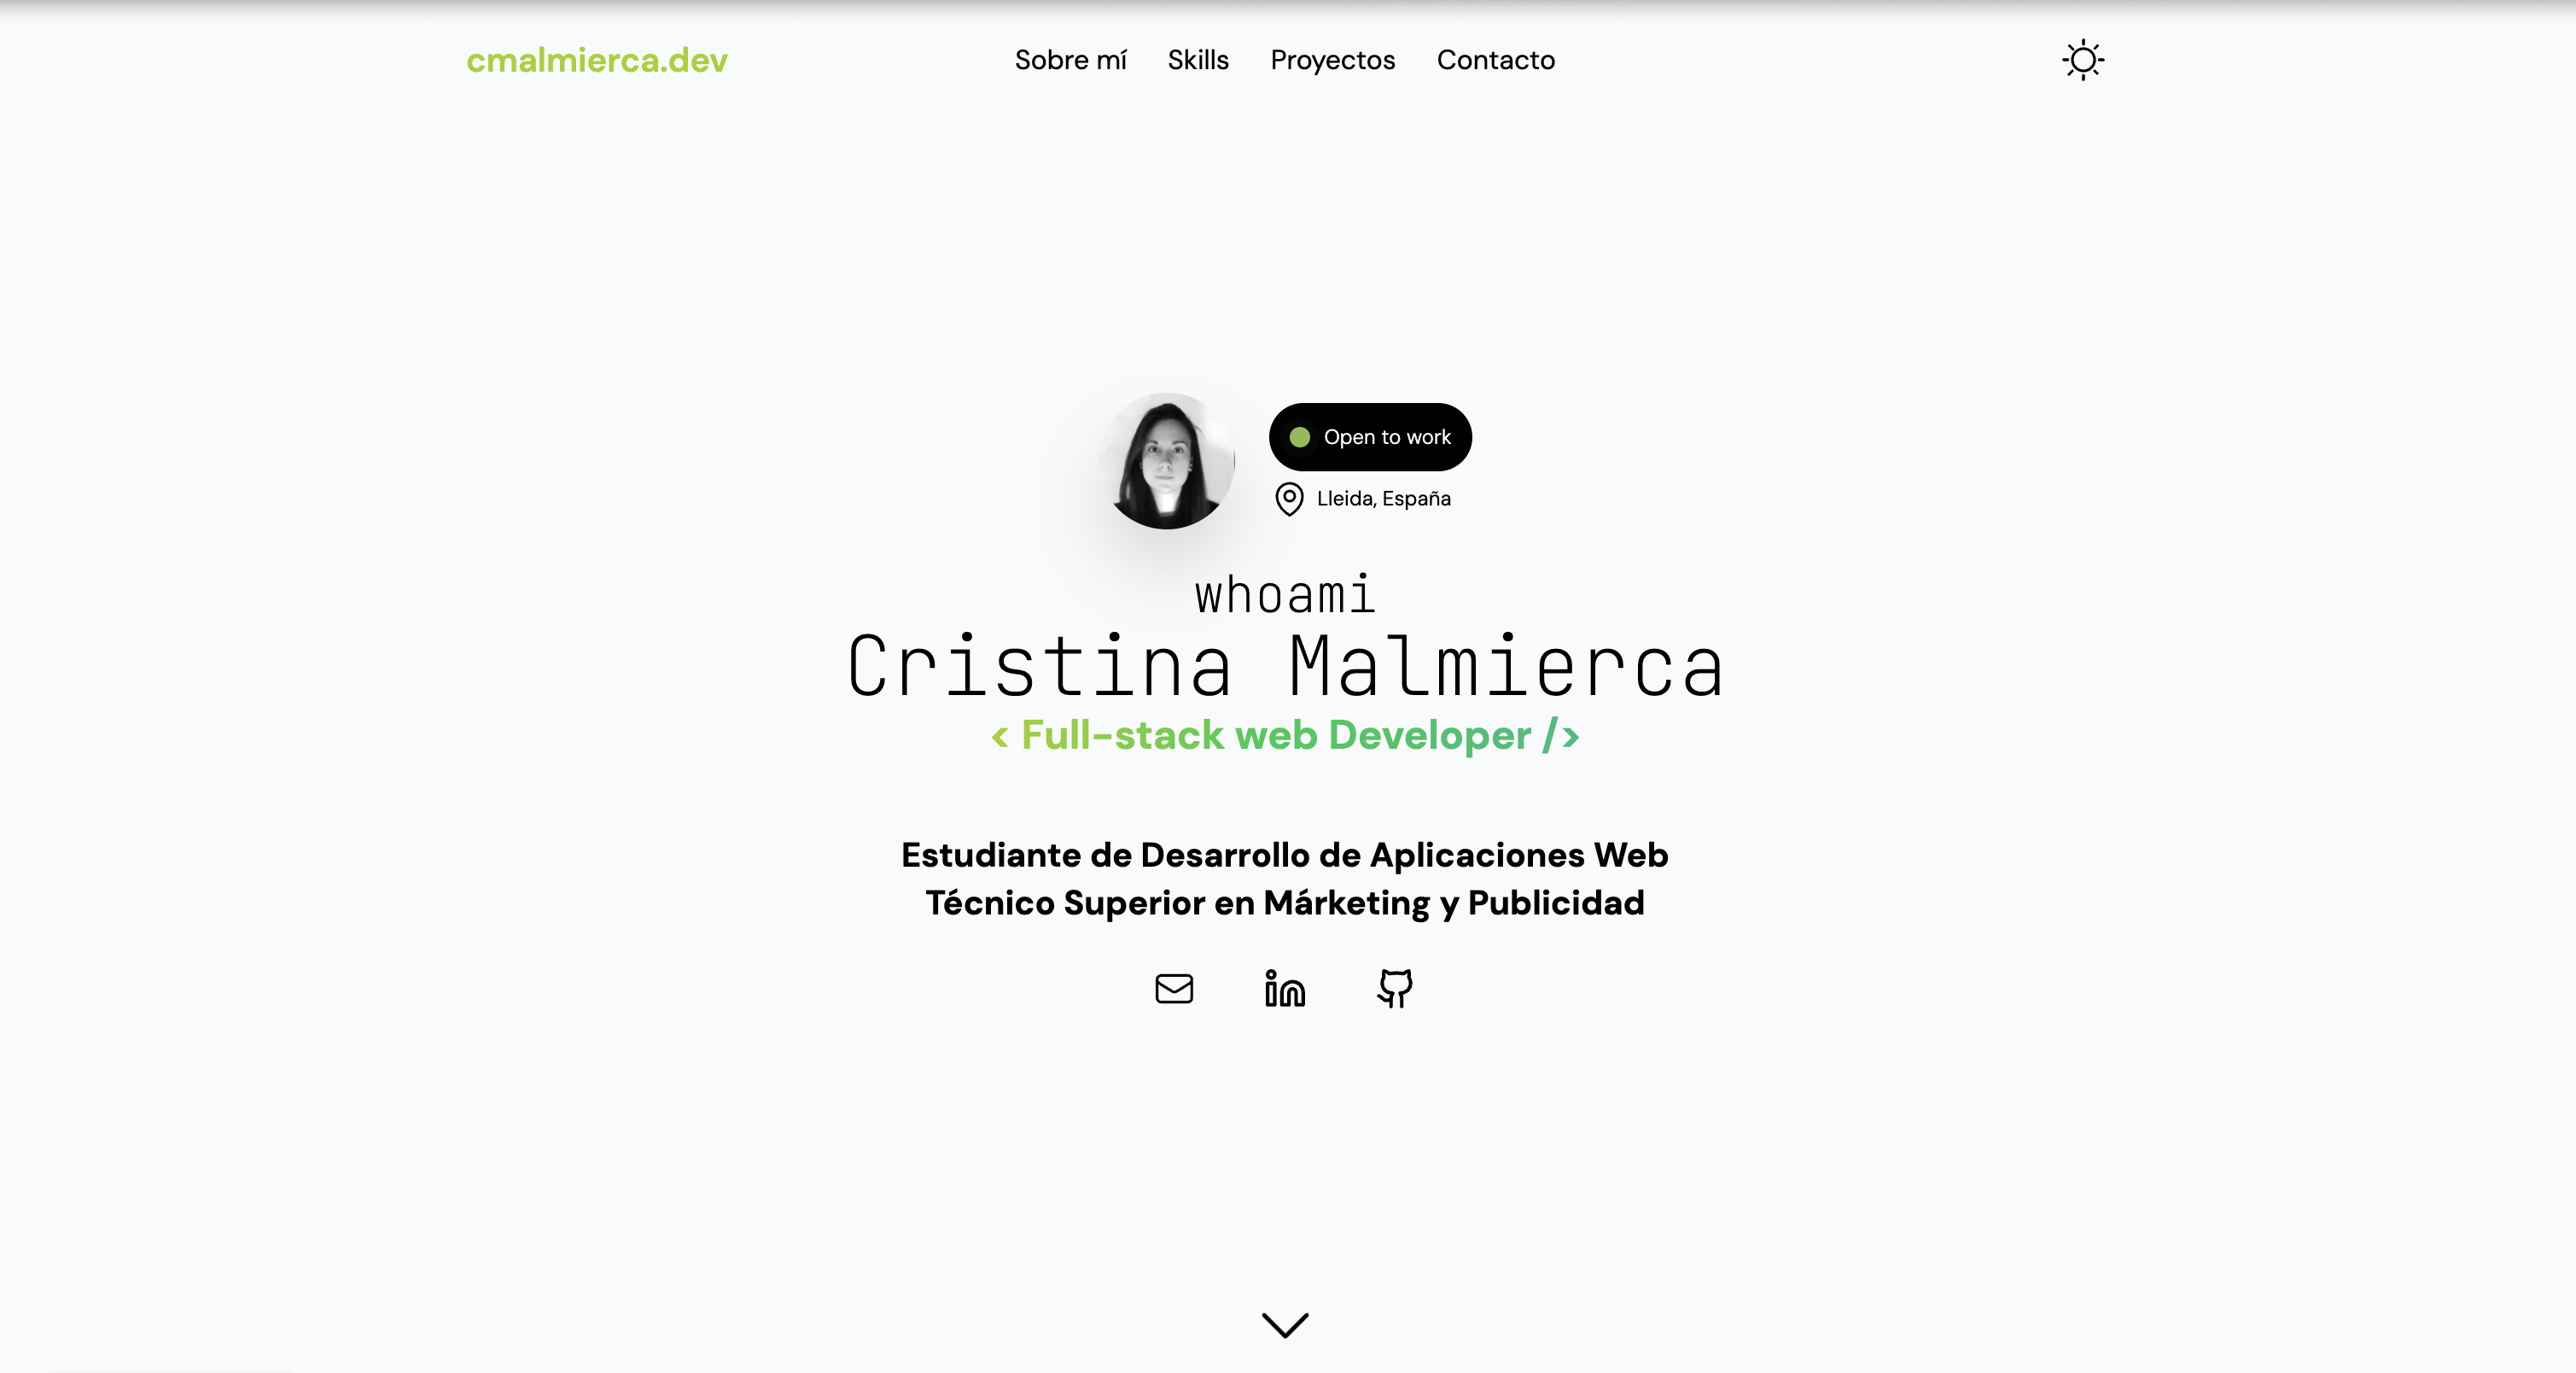 cmalmierca.dev
Sobre mí Skills Proyectos Contacto
Open to work
Lleida, España
whoami
Cristina Malmierca
< Full-stack web Developer />
Estudiante de Desarrollo de Aplicaciones Web
Técnico Superior en Márketing y Publicidad